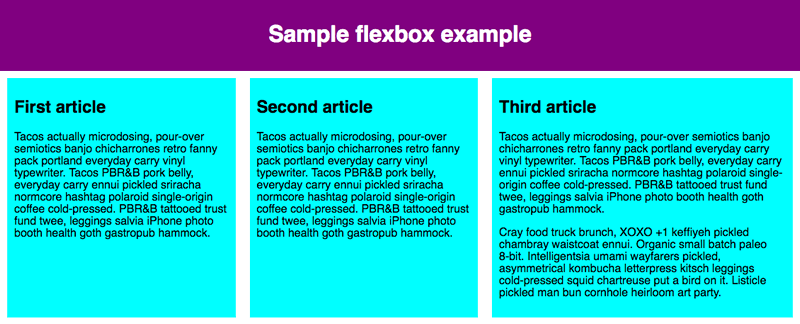 Sample flexbox example
First article
Tacos actually microdosing, pour-over
semiotics banjo chicharrones retro fanny
pack portland everyday carry vinyl
typewriter. Tacos PBR&B pork belly,
everyday carry ennui pickled sriracha
normcore hashtag polaroid single-origin
coffee cold-pressed. PBR&B tattooed trust
fund twee, leggings salvia iPhone photo
booth health goth gastropub hammock.
Second article
Tacos actually microdosing, pour-over
semiotics banjo chicharrones retro fanny
pack portland everyday carry vinyl
typewriter. Tacos PBR&B pork belly,
everyday carry ennui pickled sriracha
normcore hashtag polaroid single-origin
coffee cold-pressed. PBR&B tattooed trust
fund twee, leggings salvia iPhone photo
booth health goth gastropub hammock.
Third article
Tacos actually microdosing, pour-over semiotics banjo
chicharrones retro fanny pack portland everyday carry
vinyl typewriter. Tacos PBR&B pork belly, everyday carry
ennui pickled sriracha normcore hashtag polaroid single-
origin coffee cold-pressed. PBR&B tattooed trust fund
twee, leggings salvia iPhone photo booth health goth
gastropub hammock.
Cray food truck brunch, XOXO +1 keffiyeh pickled
chambray waistcoat ennui. Organic small batch paleo
8-bit. Intelligentsia umami wayfarers pickled,
asymmetrical kombucha letterpress kitsch leggings
cold-pressed squid chartreuse put a bird on it. Listicle
pickled man bun cornhole heirloom art party.